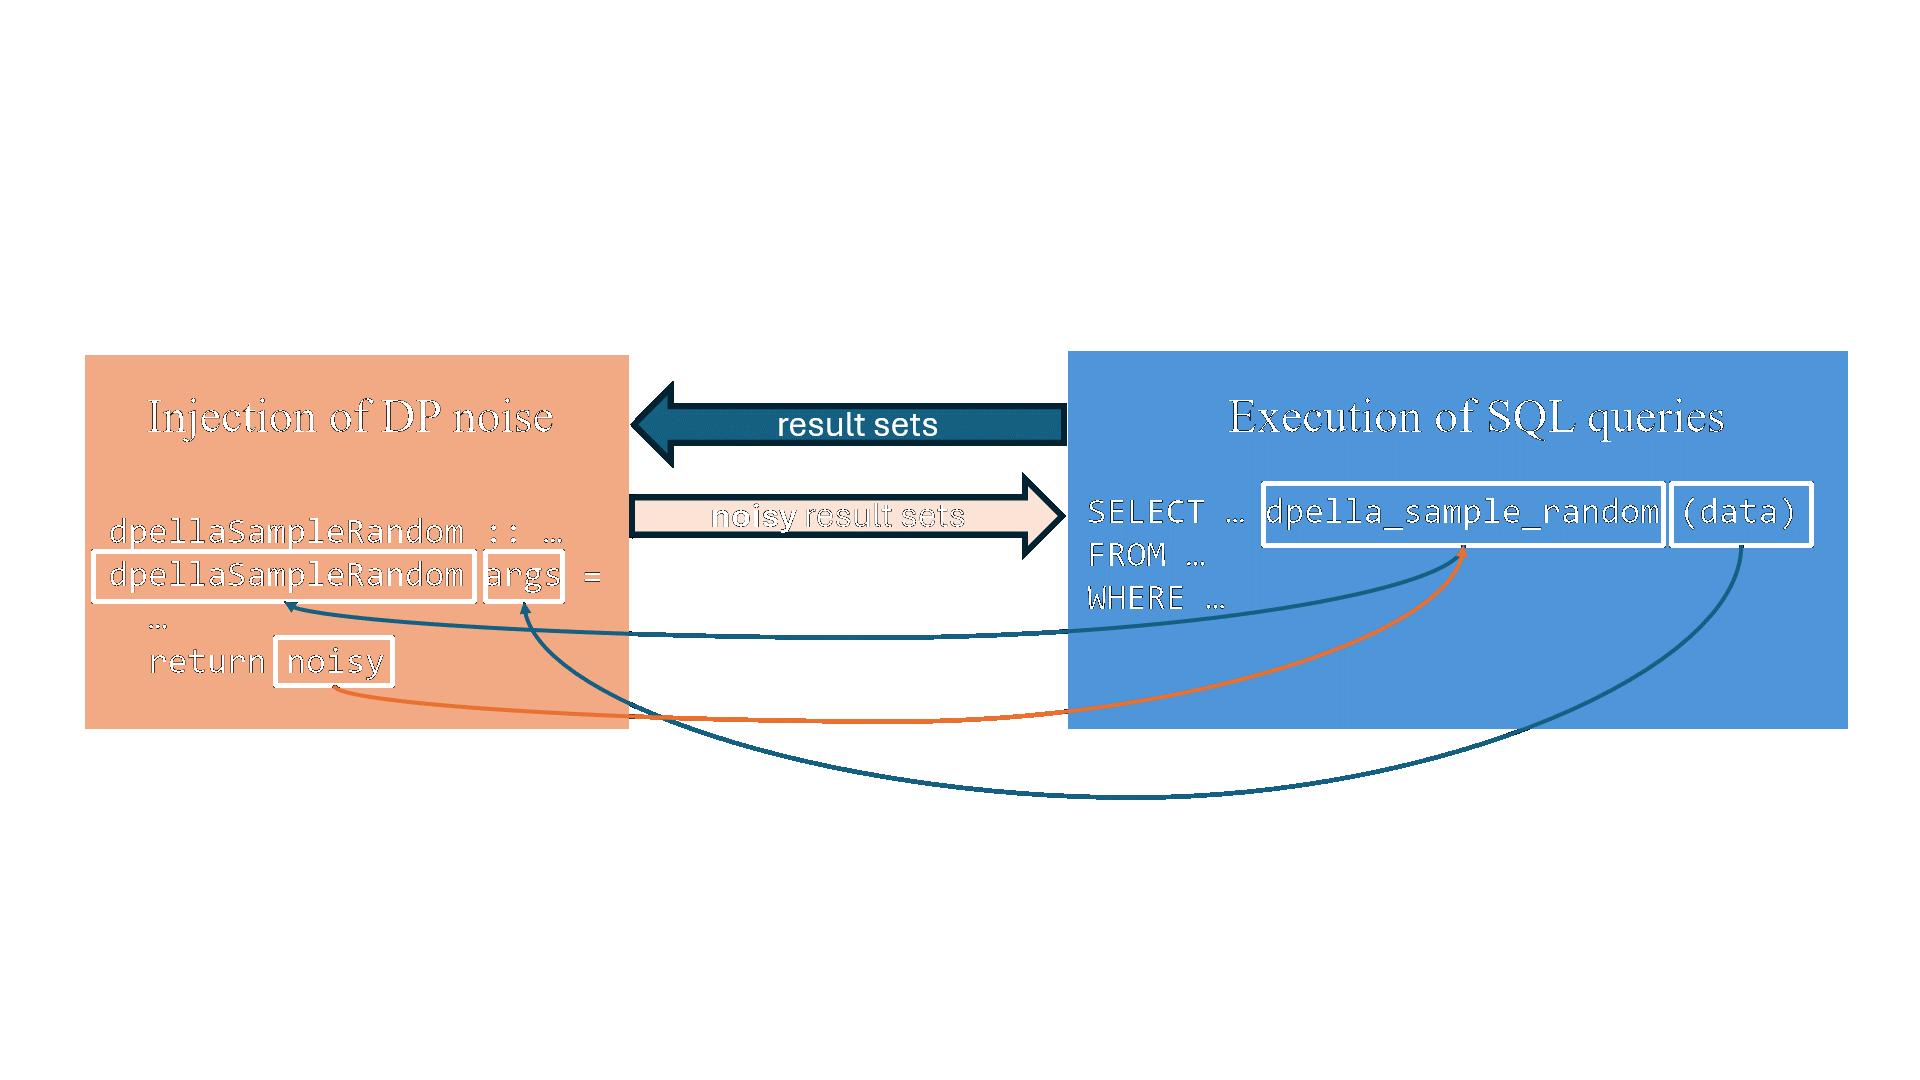 Injection of DP noise
dpellaSampleRandom :: …
dpellaSampleRandom args =
…
return noisy
result sets
noisy result sets
Execution of SQL queries
SELECT … dpella_sample_random (data)
FROM …
WHERE …